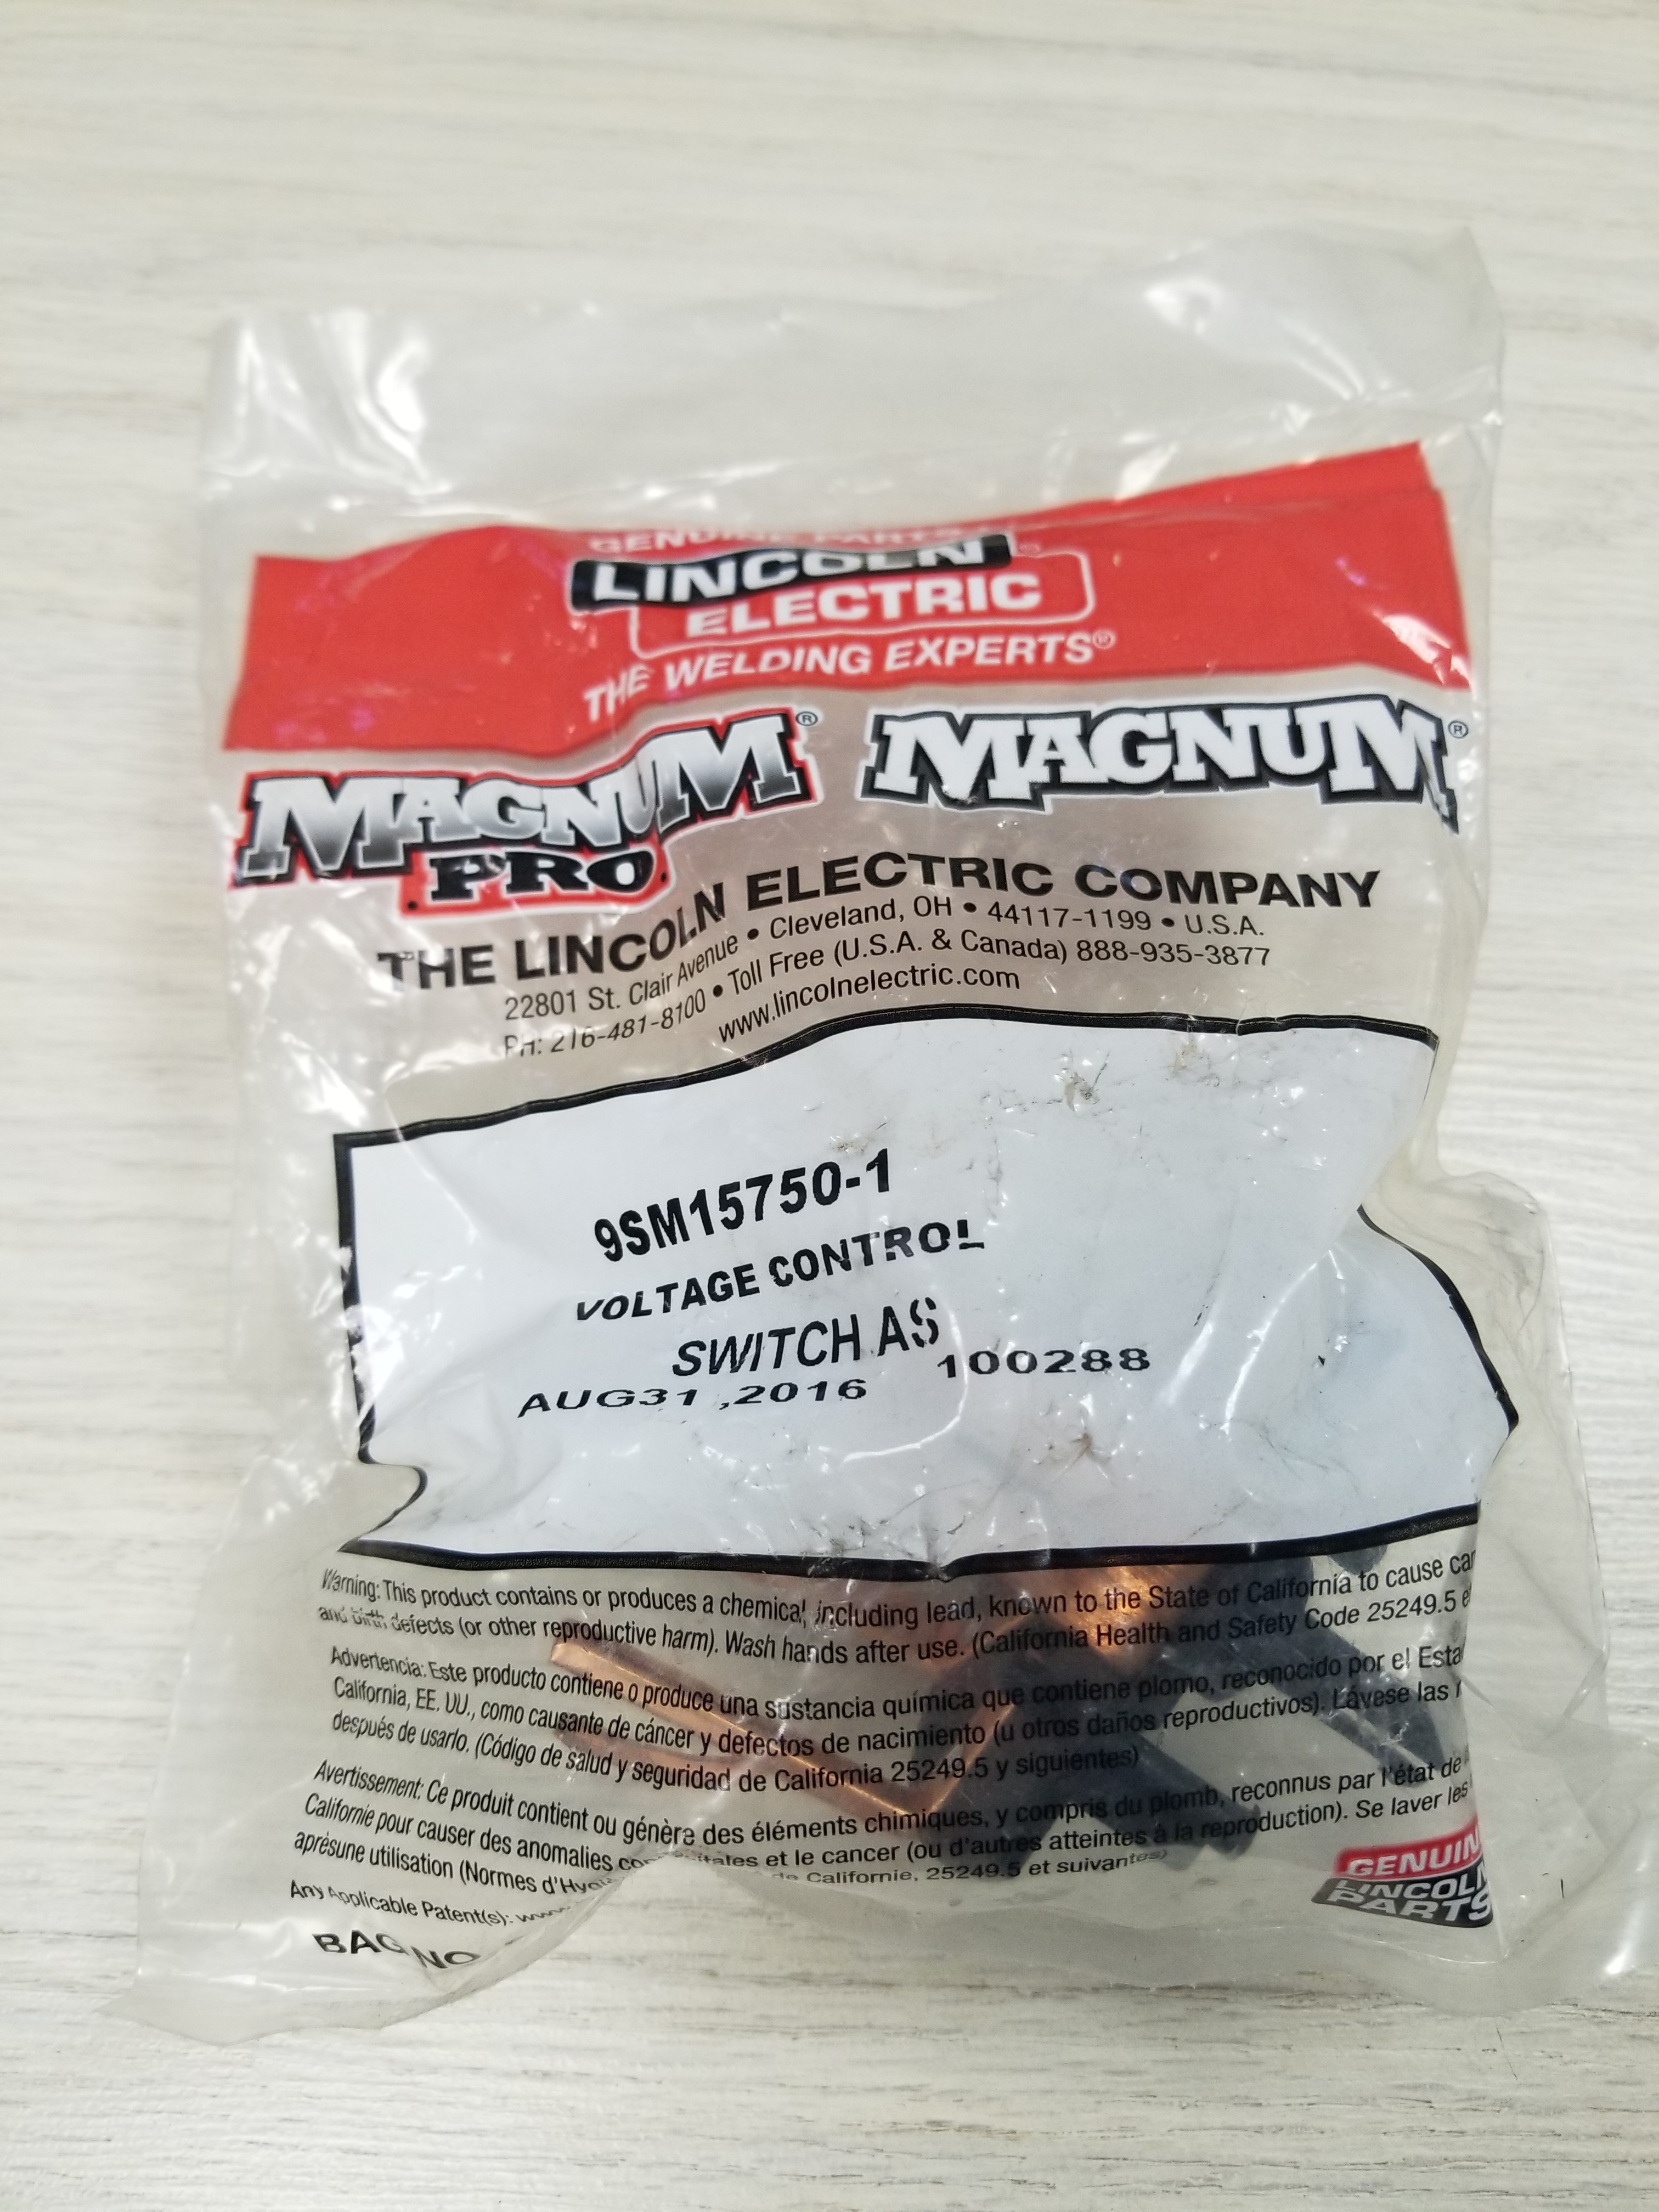 GENUINE PARTS
LINCOLN
ELECTRIC
THE WELDING EXPERTS®
MAGNUM® MAGNUM®
PRO
THE LINCOLN ELECTRIC COMPANY
22801 St. Clair Avenue • Cleveland, OH • 44117-1199 • U.S.A.
PH: 216-481-8100 • Toll Free (U.S.A. & Canada) 888-935-3877
www.lincolnelectric.com
9SM15750-1
VOLTAGE CONTROL
SWITCH AS
AUG31 ,2016 100288
Warning: This product contains or produces a chemical, including lead, known to the State of California to cause
and birth defects (or other reproductive harm). Wash hands after use. (California Health and Safety Code 25249.5
Advertencia: Este producto contiene o produce una sustancia química que contiene plomo, reconocido por el
California, EE. UU., como causante de cáncer y defectos de nacimiento (u otros daños reproductivos). Lávese las
después de usarlo. (Código de salud y seguridad de California 25249.5 y siguientes)
Avertissement: Ce produit contient ou génère des éléments chimiques, y compris du plomb, reconnus par l'état de
Californie pour causer des anomalies et le cancer (ou d'autres atteintes à la reproduction). Se laver les
aprésune utilisation (Normes de Californie, 25249.5 et suivantes)
Any Applicable Patent(s):
BAG NO
GENUIN
LINCOLN
PARTS